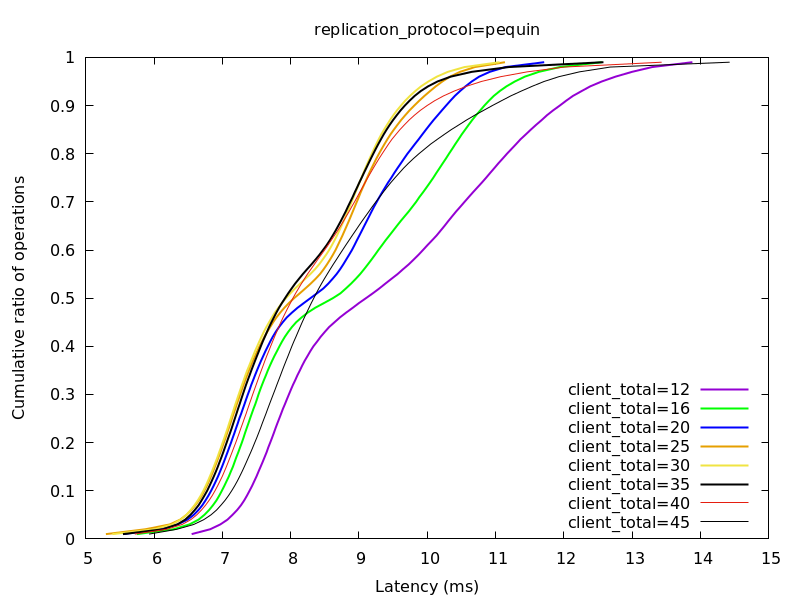 replication_protocol=pequin
1
0.9
0.8
0.7
0.6
0.5
0.4
0.3
0.2
0.1
0
Cumulative ratio of operations
client_total=12
client_total=16
client_total=20
client_total=25
client_total=30
client_total=35
client_total=40
client_total=45
5 6 7 8 9 10 11 12 13 14 15
Latency (ms)